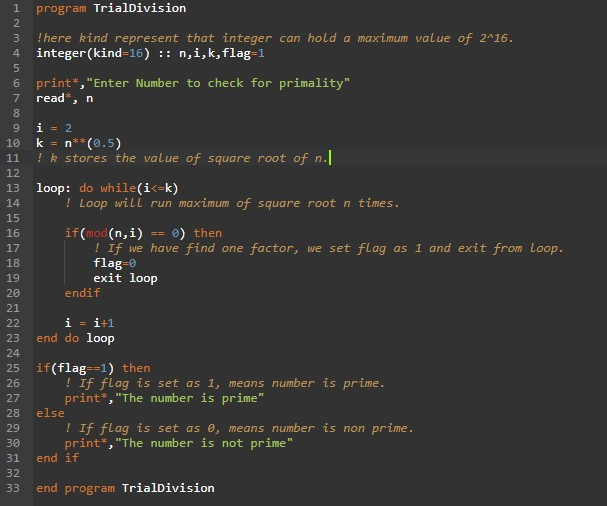 1 program TrialDivision
2
3 !here kind represent that integer can hold a maximum value of 2^16.
4 integer(kind=16) :: n,i,k,flag=1
5
6 print*,"Enter Number to check for primality"
7 read*, n
8
9 i = 2
10 k = n**(0.5)
11 ! k stores the value of square root of n.
12
13 loop: do while(i<=k)
14     ! Loop will run maximum of square root n times.
15
16     if(mod(n,i) == 0) then
17         ! If we have find one factor, we set flag as 1 and exit from loop.
18         flag=0
19         exit loop
20     endif
21
22     i = i+1
23 end do loop
24
25 if(flag==1) then
26     ! If flag is set as 1, means number is prime.
27     print*,"The number is prime"
28 else
29     ! If flag is set as 0, means number is non prime.
30     print*,"The number is not prime"
31 end if
32
33 end program TrialDivision